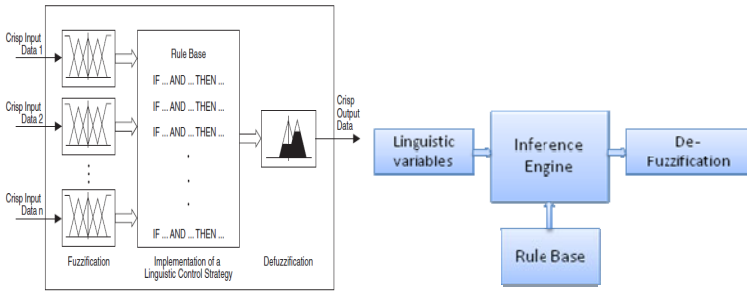 Crisp Input
Data 1
Crisp Input
Data 2
Crisp Input
Data n
Fuzzification
Rule Base
IF ... AND ... THEN ...
IF ... AND ... THEN ...
IF ... AND ... THEN ...
IF ... AND ... THEN ...
Implementation of a
Linguistic Control Strategy
Defuzzification
Crisp
Output
Data
Linguistic
variables
Inference
Engine
De-
Fuzzification
Rule Base